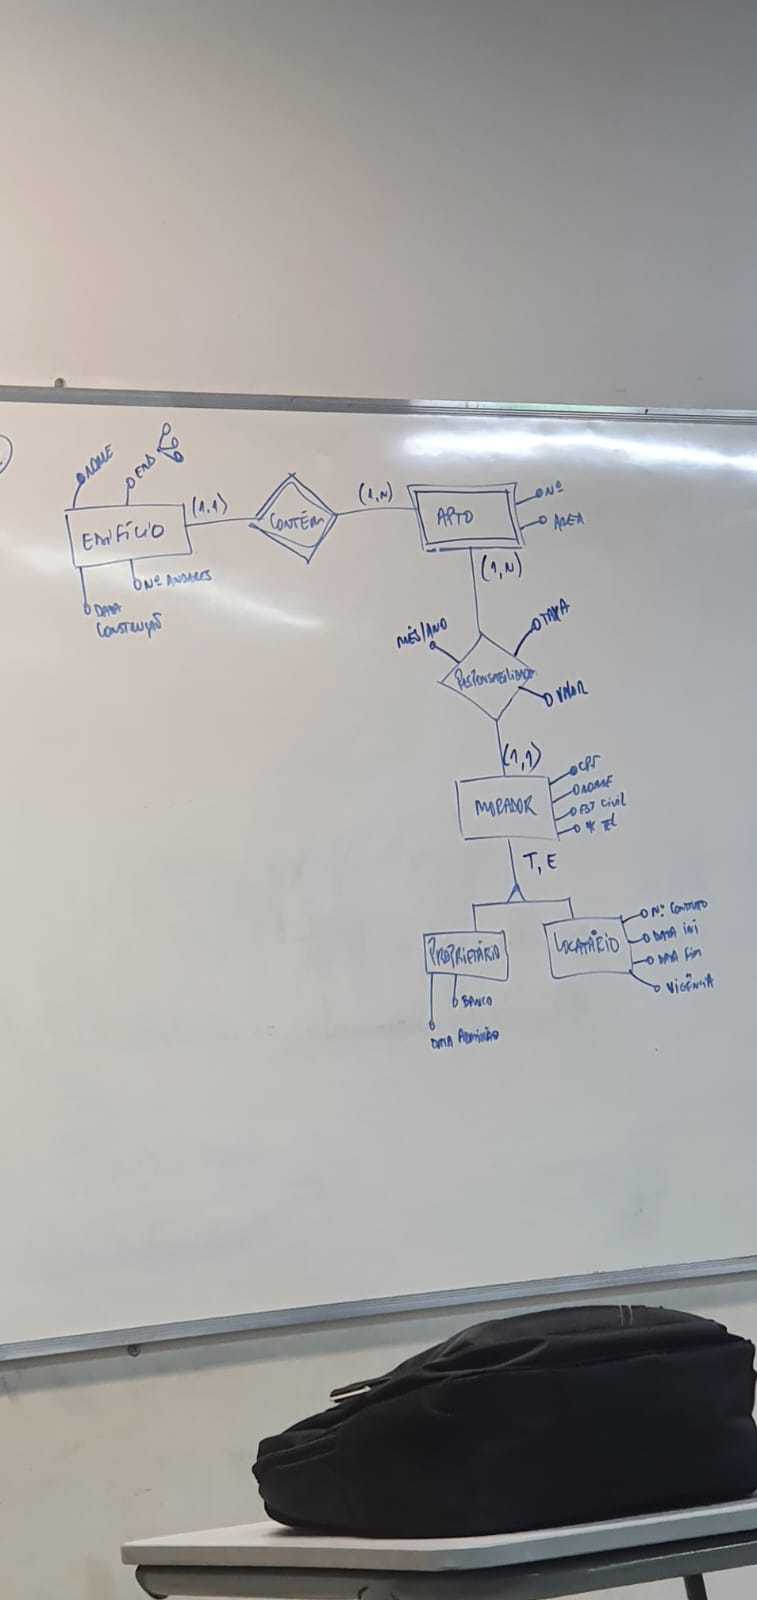 NOME
END
EDIFÍCIO
(1,1)
CONTÉM
(1,N)
APTO
Nº
ÁREA
Nº ANDARES
DATA
CONSTRUÇÃO
(1,N)
MÊS/ANO
TAXA
RESPONSABILIDADE
VALOR
(1,1)
MORADOR
CPF
NOME
EST CIVIL
* TEL
T, E
PROPRIETÁRIO
LOCATÁRIO
Nº CONTRATO
DATA INI
DATA FIM
VIGÊNCIA
BANCO
DATA ADMISSÃO